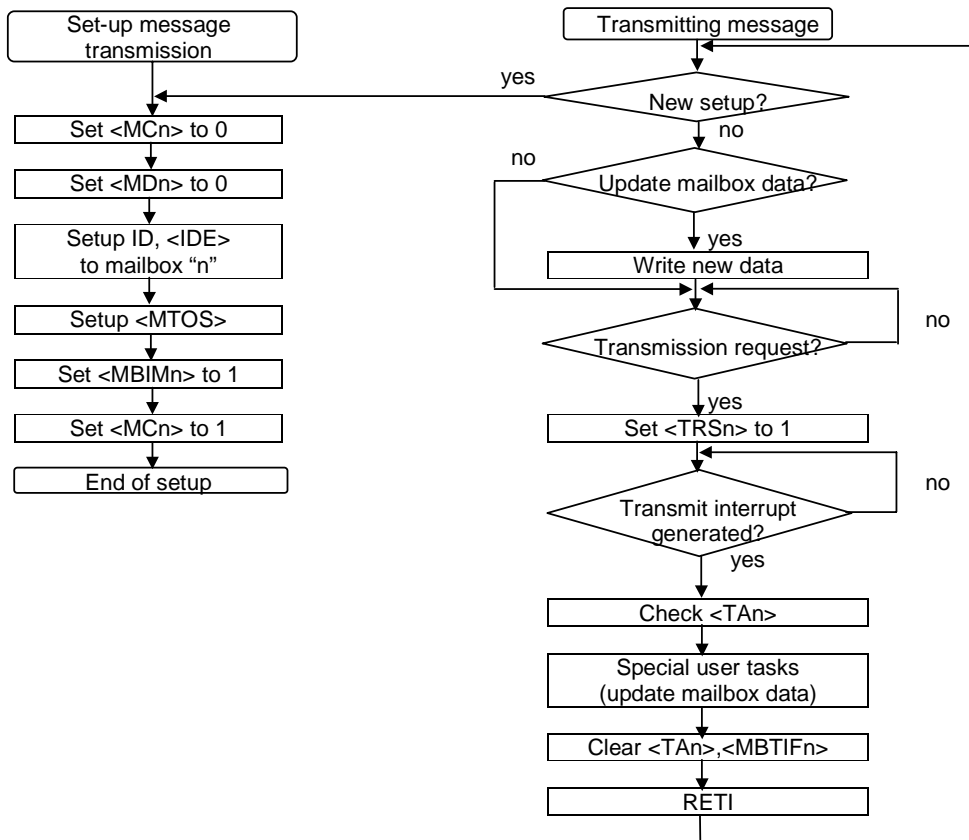 Set-up message
transmission
Set <MCn> to 0
Set <MDn> to 0
Setup ID, <IDE>
to mailbox “n”
Setup <MTOS>
Set <MBIMn> to 1
Set <MCn> to 1
End of setup
Transmitting message
yes
New setup?
no
no
Update mailbox data?
yes
Write new data
no
Transmission request?
yes
Set <TRSn> to 1
no
Transmit interrupt
generated?
yes
Check <TAn>
Special user tasks
(update mailbox data)
Clear <TAn>,<MBTIFn>
RETI